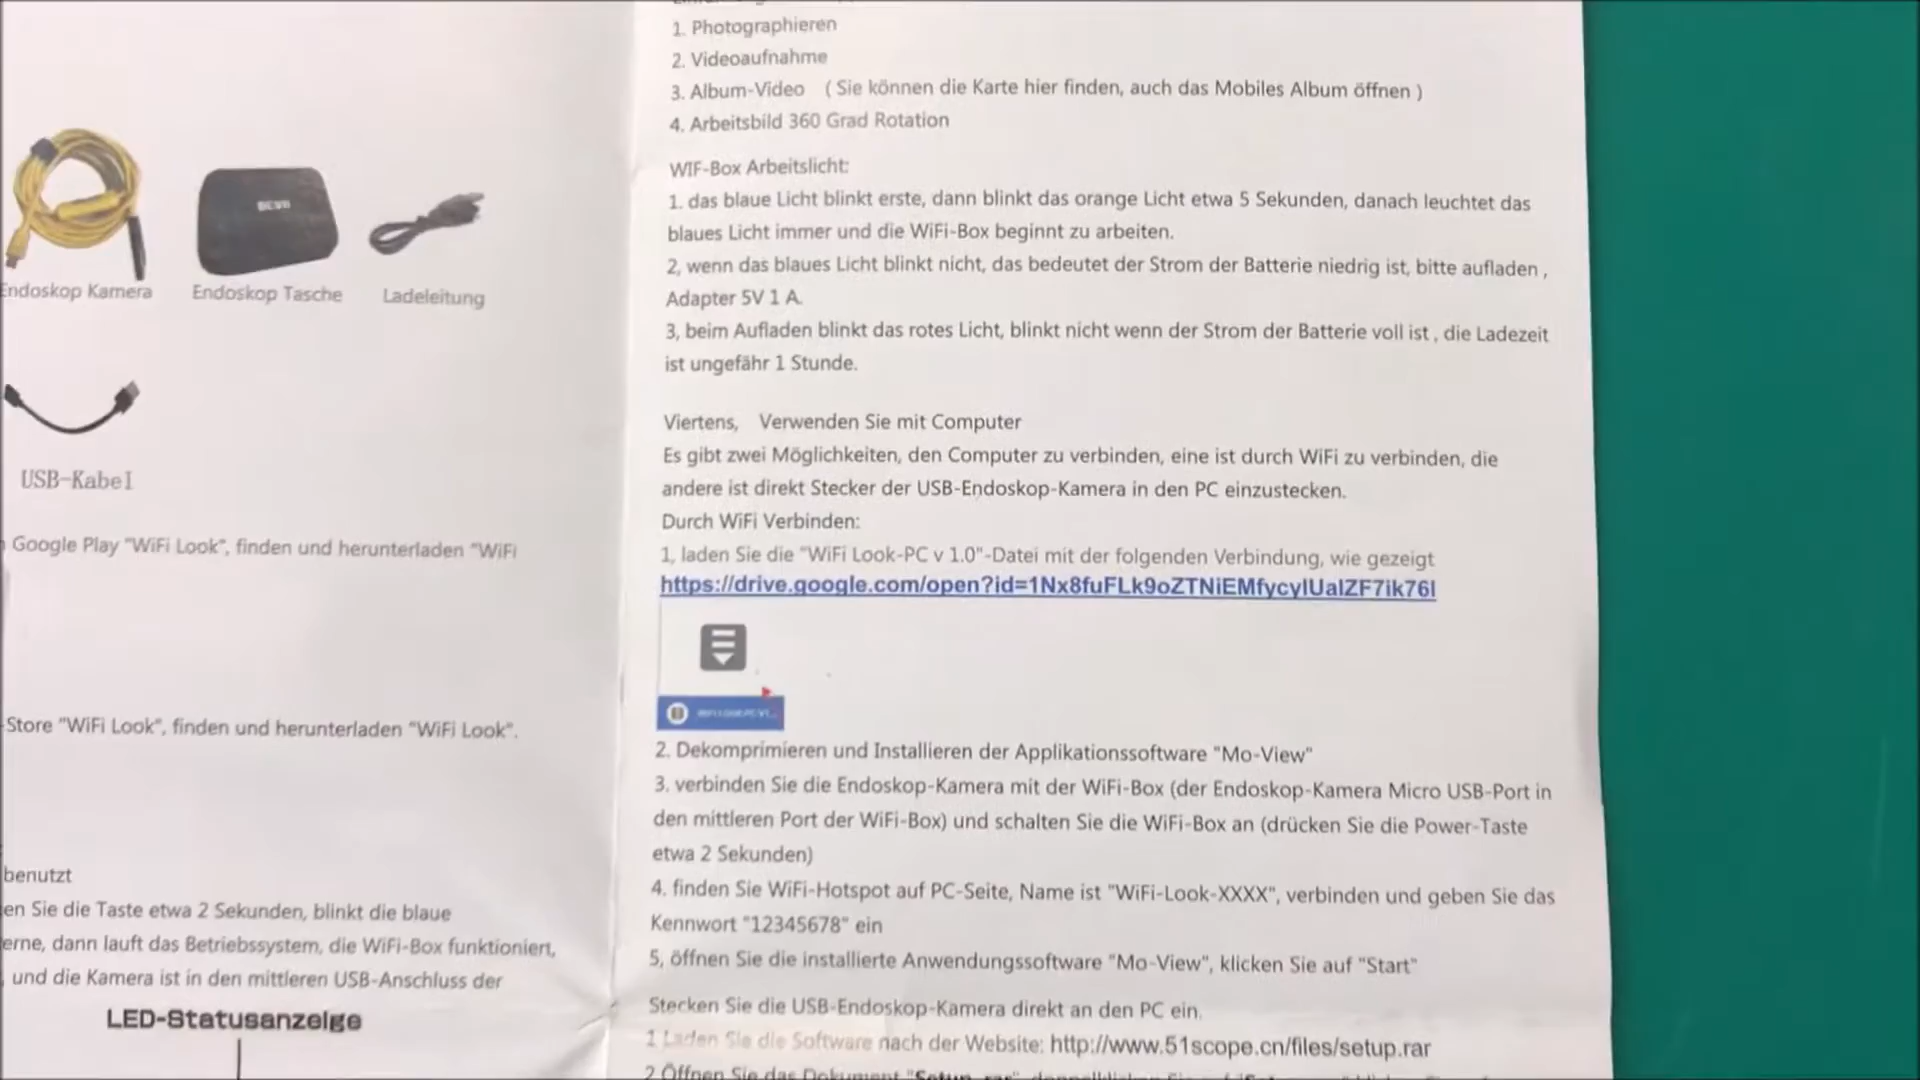 1. Photographieren
2. Videoaufnahme
3. Album-Video ( Sie können die Karte hier finden, auch das Mobiles Album öffnen )
4. Arbeitsbild 360 Grad Rotation
WIF-Box Arbeitslicht:
1. das blaue Licht blinkt erste, dann blinkt das orange Licht etwa 5 Sekunden, danach leuchtet das
blaues Licht immer und die WiFi-Box beginnt zu arbeiten.
2, wenn das blaues Licht blinkt nicht, das bedeutet der Strom der Batterie niedrig ist, bitte aufladen ,
Adapter 5V 1 A.
3, beim Aufladen blinkt das rotes Licht, blinkt nicht wenn der Strom der Batterie voll ist , die Ladezeit
ist ungefähr 1 Stunde.
Viertens, Verwenden Sie mit Computer
Es gibt zwei Möglichkeiten, den Computer zu verbinden, eine ist durch WiFi zu verbinden, die
andere ist direkt Stecker der USB-Endoskop-Kamera in den PC einzustecken.
Durch WiFi Verbinden:
1, laden Sie die "WiFi Look-PC v 1.0"-Datei mit der folgenden Verbindung, wie gezeigt
https://drive.google.com/open?id=1Nx8fuFLk9oZTNiEMfycylUalZF7ik76l
2. Dekomprimieren und Installieren der Applikationssoftware "Mo-View"
3. verbinden Sie die Endoskop-Kamera mit der WiFi-Box (der Endoskop-Kamera Micro USB-Port in
den mittleren Port der WiFi-Box) und schalten Sie die WiFi-Box an (drücken Sie die Power-Taste
etwa 2 Sekunden)
4. finden Sie WiFi-Hotspot auf PC-Seite, Name ist "WiFi-Look-XXXX", verbinden und geben Sie das
Kennwort "12345678" ein
5, öffnen Sie die installierte Anwendungssoftware "Mo-View", klicken Sie auf "Start"
Stecken Sie die USB-Endoskop-Kamera direkt an den PC ein.
1 Laden Sie die Software nach der Website: http://www.51scope.cn/files/setup.rar
2 Öffnen Sie das Dokument
Endoskop Kamera
Endoskop Tasche
Ladeleitung
USB-Kabel
Google Play "WiFi Look", finden und herunterladen "WiFi
Store "WiFi Look", finden und herunterladen "WiFi Look".
benutzt
en Sie die Taste etwa 2 Sekunden, blinkt die blaue
erne, dann lauft das Betriebssystem, die WiFi-Box funktioniert,
und die Kamera ist in den mittleren USB-Anschluss der
LED-Statusanzeige